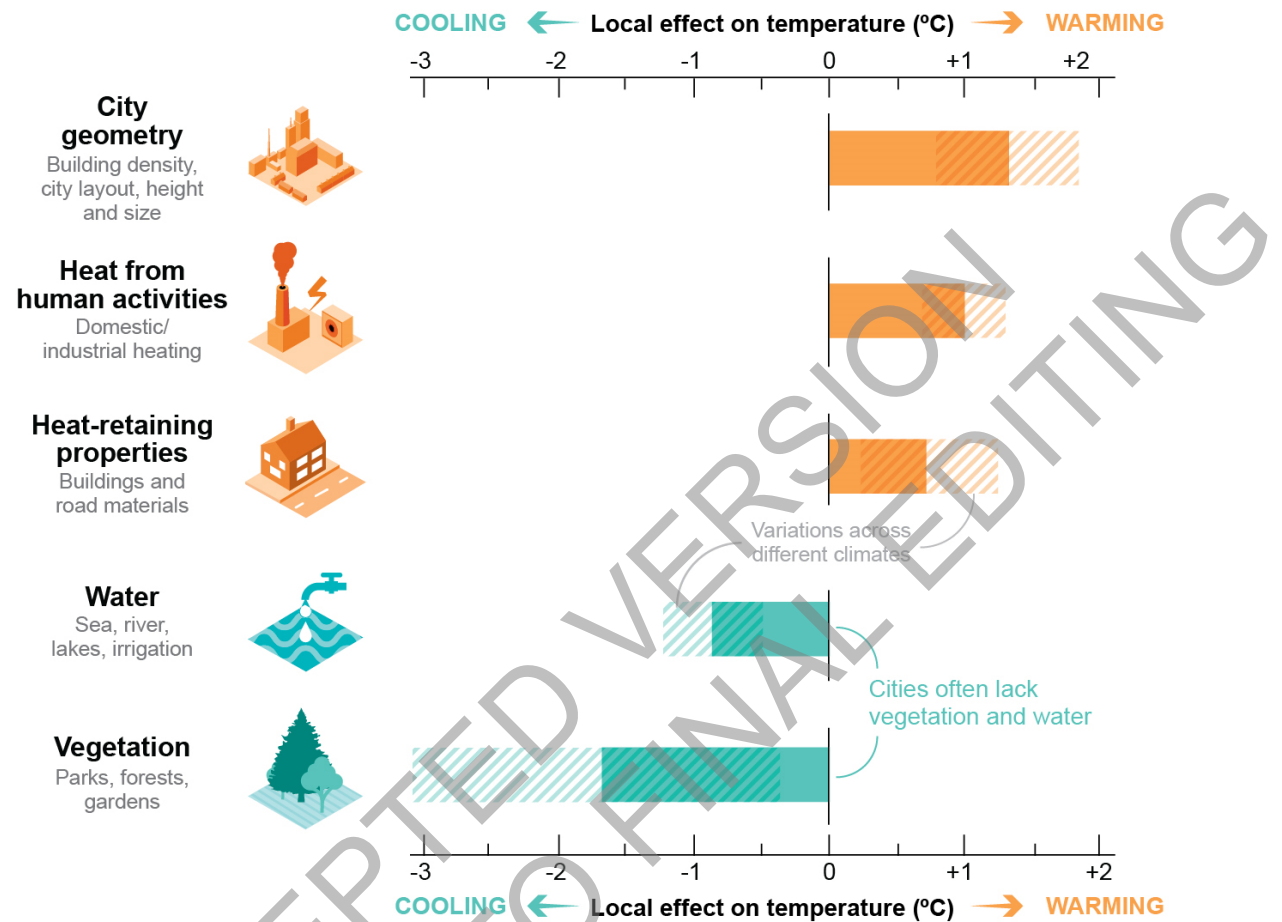 COOLING Local effect on temperature (ºC) WARMING
-3 -2 -1 0 +1 +2
City
geometry
Building density,
city layout, height
and size
Heat from
human activities
Domestic/
industrial heating
Heat-retaining
properties
Buildings and
road materials
Variations across
different climates
Water
Sea, river,
lakes, irrigation
Cities often lack
vegetation and water
Vegetation
Parks, forests,
gardens
-3 -2 -1 0 +1 +2
COOLING Local effect on temperature (ºC) WARMING
EPTED VERSION
O FINAL EDITING